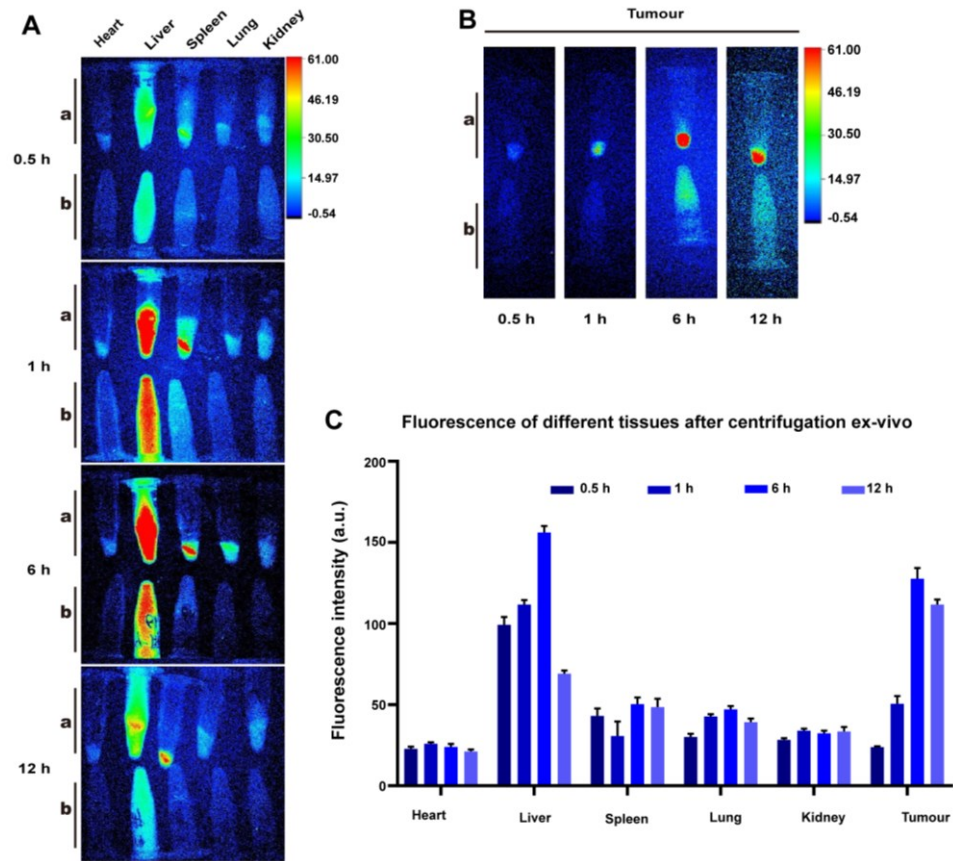 A
Heart Liver Spleen Lung Kidney
61.00
46.19
30.50
14.97
-0.54
a
0.5 h
b
a
1 h
b
a
6 h
b
a
12 h
b
B
Tumour
61.00
46.19
30.50
14.97
-0.54
a
b
0.5 h 1 h 6 h 12 h
C
Fluorescence of different tissues after centrifugation ex-vivo
Fluorescence intensity (a.u.)
200
150
100
50
0
0.5 h 1 h 6 h 12 h
Heart Liver Spleen Lung Kidney Tumour